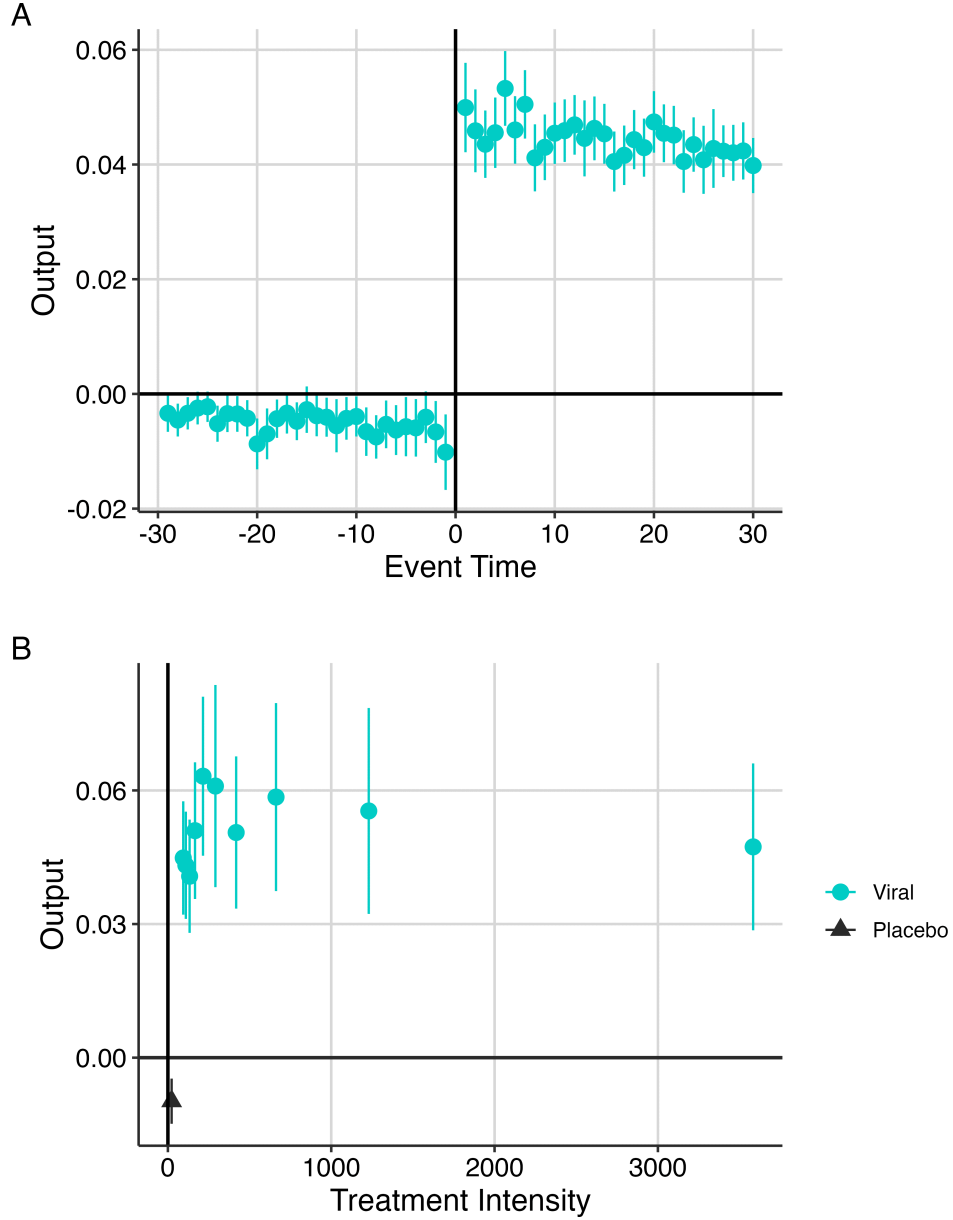 A
0.06
0.04
0.02
0.00
-0.02
Output
-30 -20 -10 0 10 20 30
Event Time
B
0.06
0.03
0.00
Output
0 1000 2000 3000
Treatment Intensity
Viral
Placebo